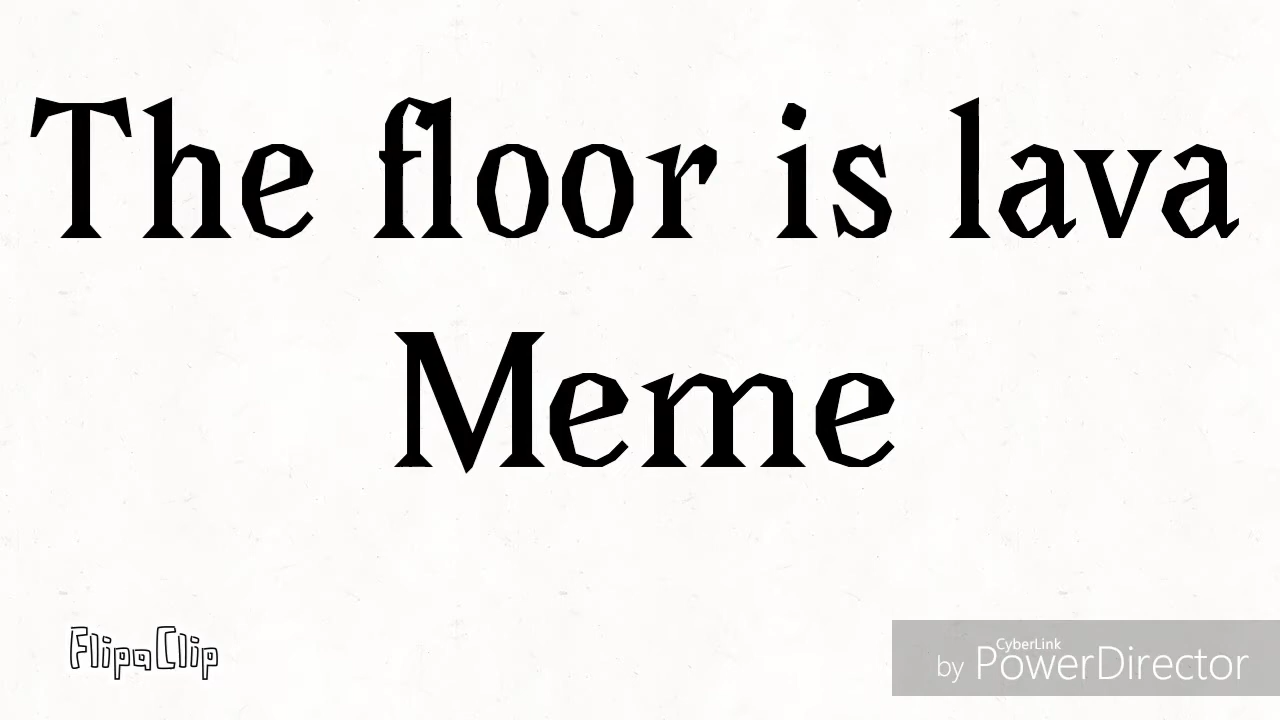 The floor is lava
Meme
FlipaClip
CyberLink
by PowerDirector